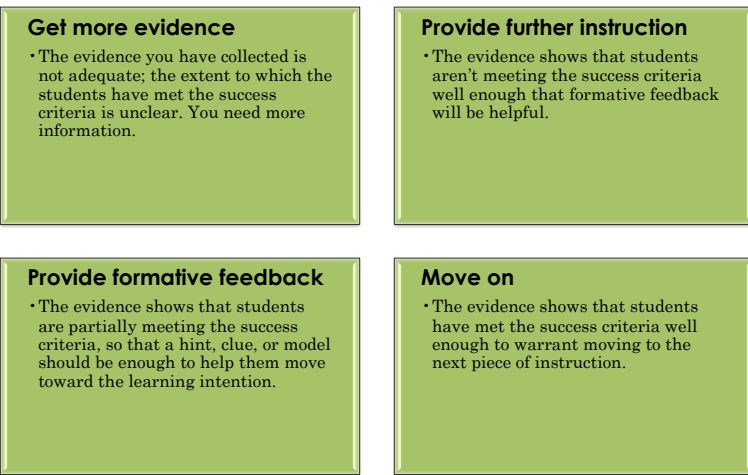 Get more evidence
•The evidence you have collected is
not adequate; the extent to which the
students have met the success
criteria is unclear. You need more
information.
Provide further instruction
•The evidence shows that students
aren’t meeting the success criteria
well enough that formative feedback
will be helpful.
Provide formative feedback
•The evidence shows that students
are partially meeting the success
criteria, so that a hint, clue, or model
should be enough to help them move
toward the learning intention.
Move on
•The evidence shows that students
have met the success criteria well
enough to warrant moving to the
next piece of instruction.